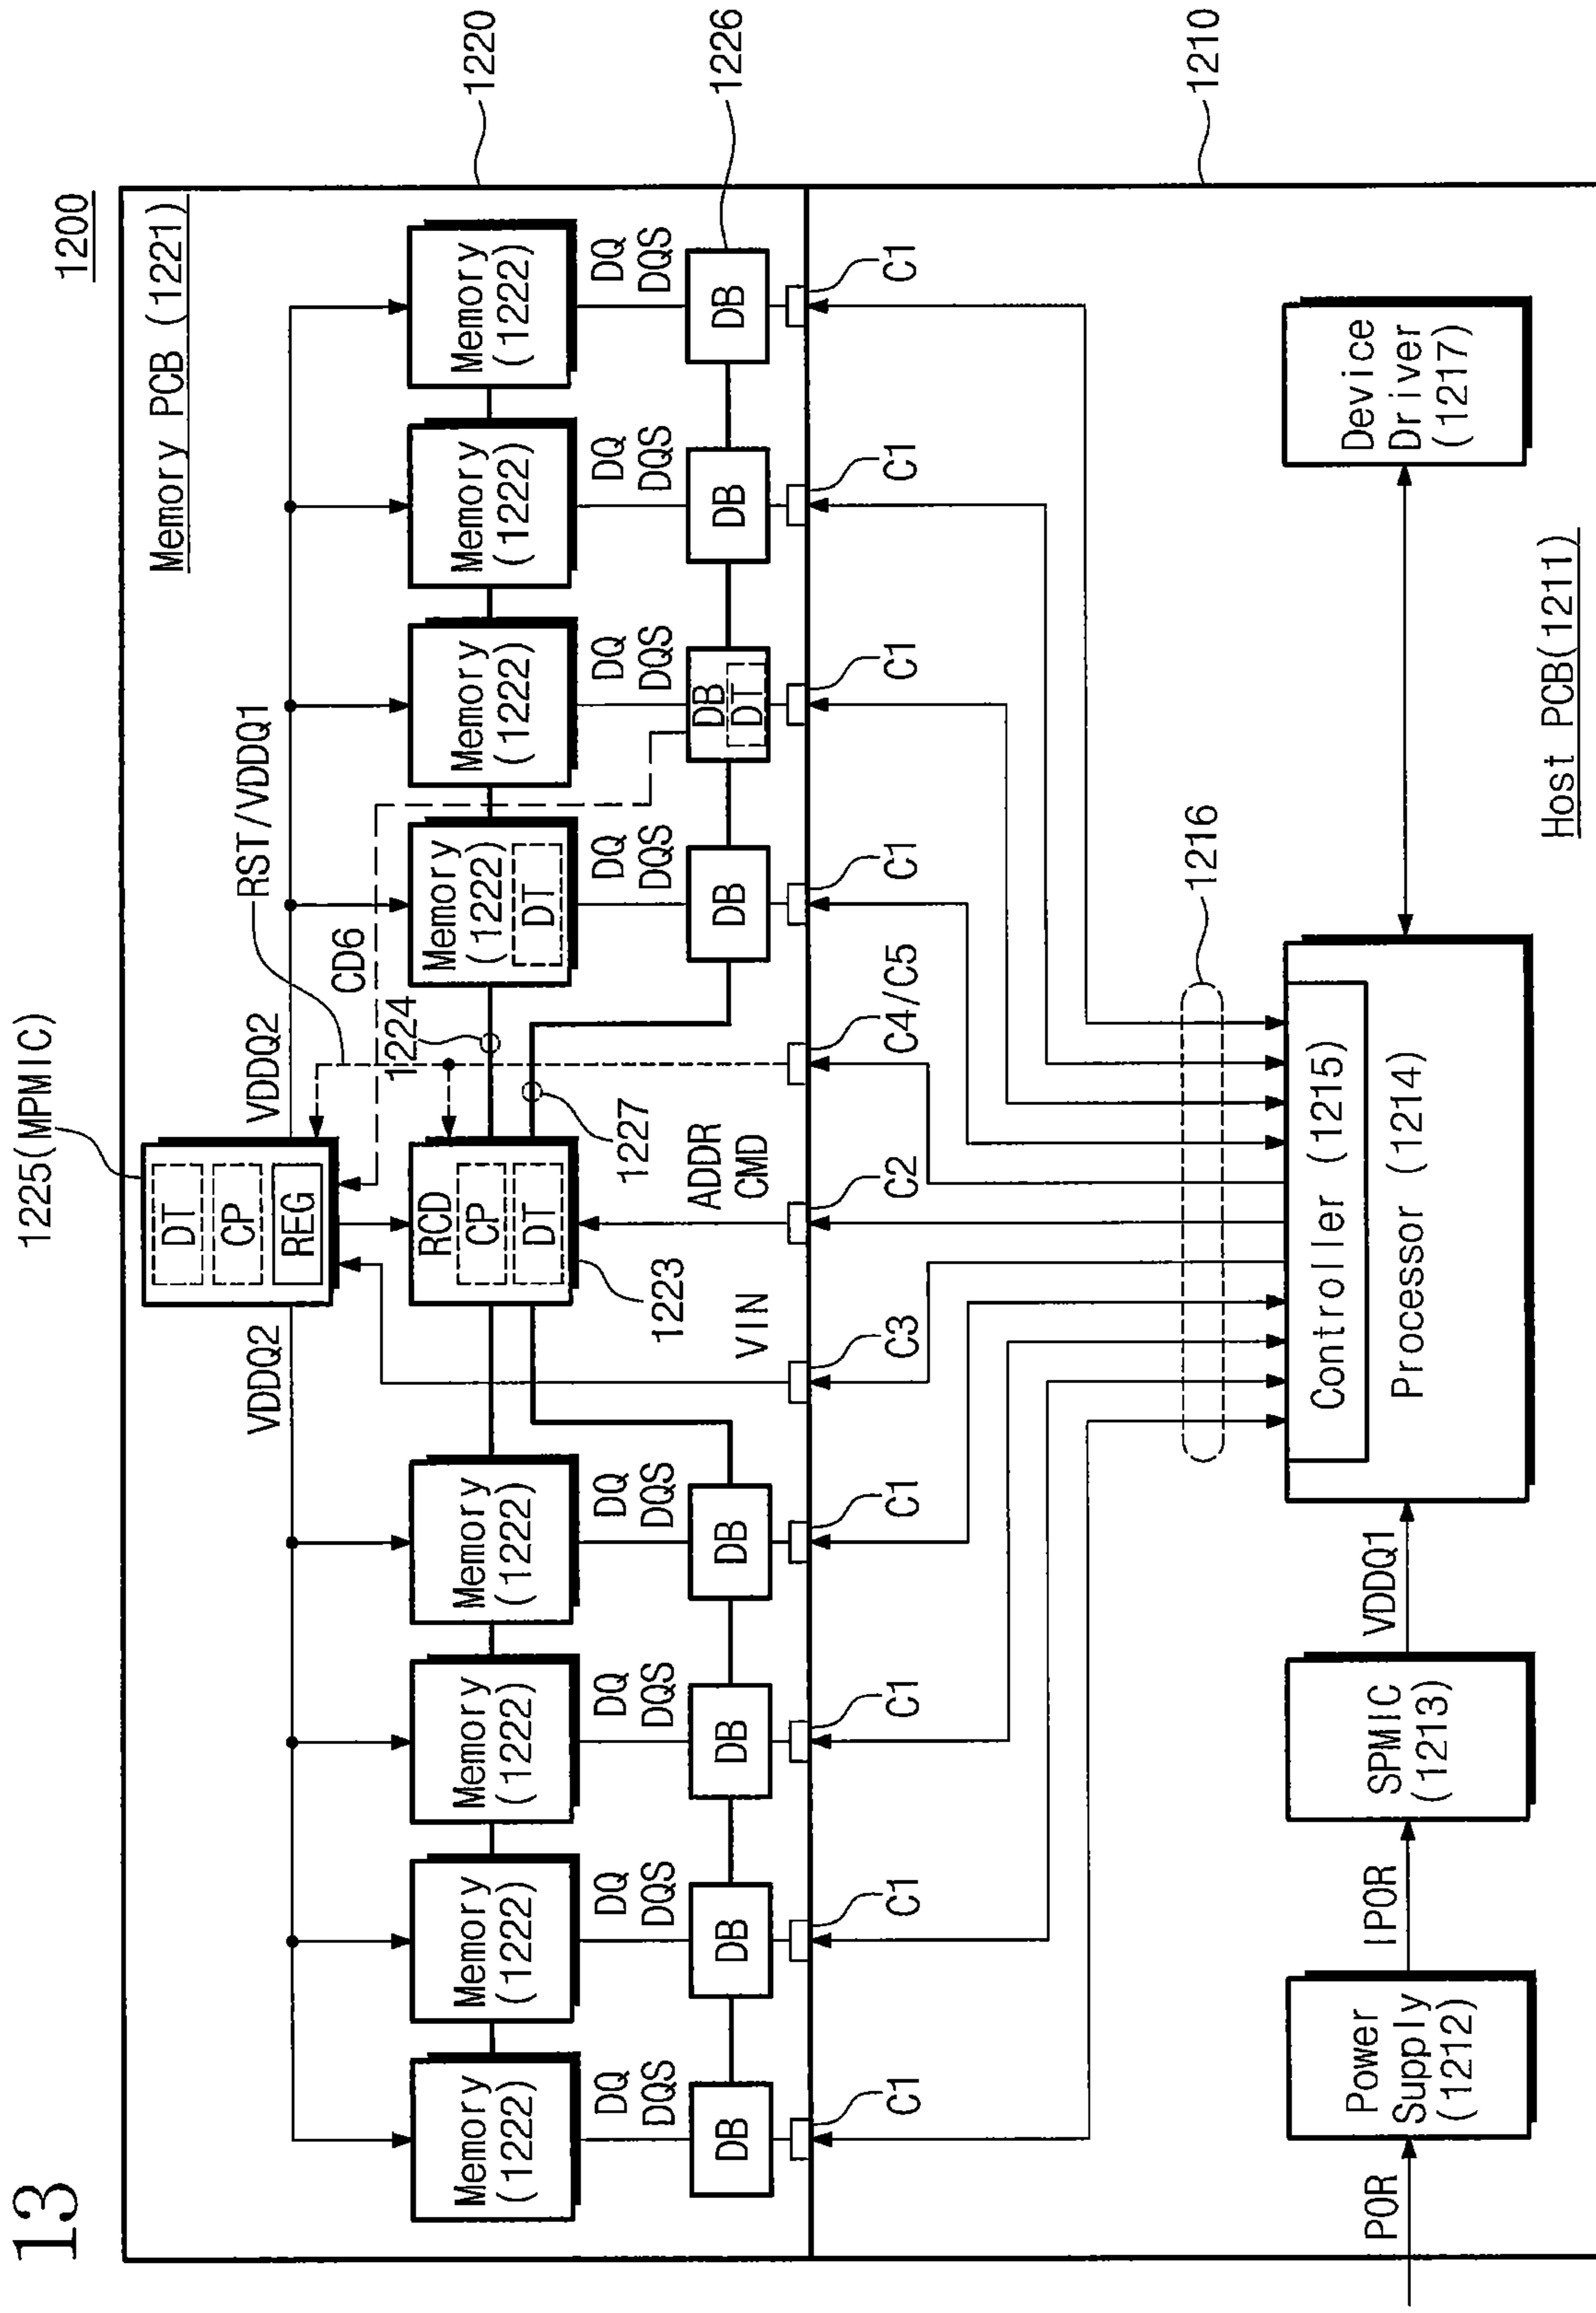 13
1200
1225(MPMIC)
Memory PCB (1221)
1220
1226
1210
DT
CP
REG
VDDQ2
VDDQ2
RST/VDDQ1
CD6
1224
Memory
(1222)
Memory
(1222)
Memory
(1222)
Memory
(1222)
RCD
CP
DT
Memory
(1222)
DT
Memory
(1222)
Memory
(1222)
Memory
(1222)
1223
1227
DQ
DQS
DQ
DQS
DQ
DQS
DQ
DQS
VIN
ADDR
CMD
DQ
DQS
DQ
DQS
DQ
DQS
DQ
DQS
DB
DB
DB
DB
DB
DB
DT
DB
DB
C1
C1
C1
C1
C3
C2
C4/C5
C1
C1
C1
C1
1216
Controller (1215)
Processor (1214)
POR
Power
Supply
(1212)
IPOR
SPMIC
(1213)
VDDQ1
Device
Driver
(1217)
Host PCB(1211)